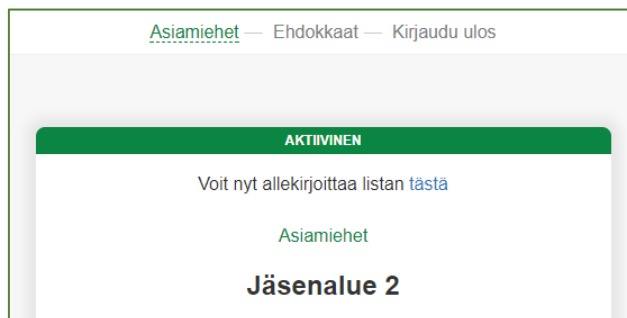 Asiamiehet — Ehdokkaat — Kirjaudu ulos
AKTIIVINEN
Voit nyt allekirjoittaa listan tästä
Asiamiehet
Jäsenalue 2